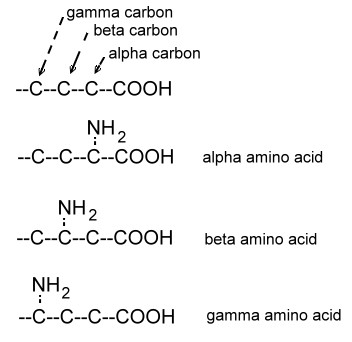 gamma carbon
beta carbon
alpha carbon
--C--C--C--COOH
NH2
--C--C--C--COOH alpha amino acid
NH2
--C--C--C--COOH beta amino acid
NH2
--C--C--C--COOH gamma amino acid